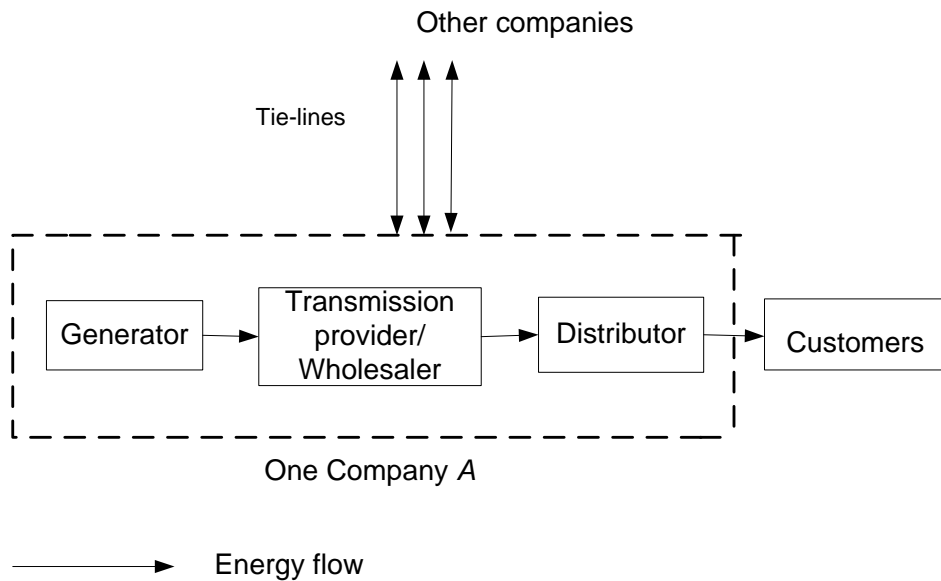 Other companies
Tie-lines
Generator
Transmission
provider/
Wholesaler
Distributor
Customers
One Company A
Energy flow